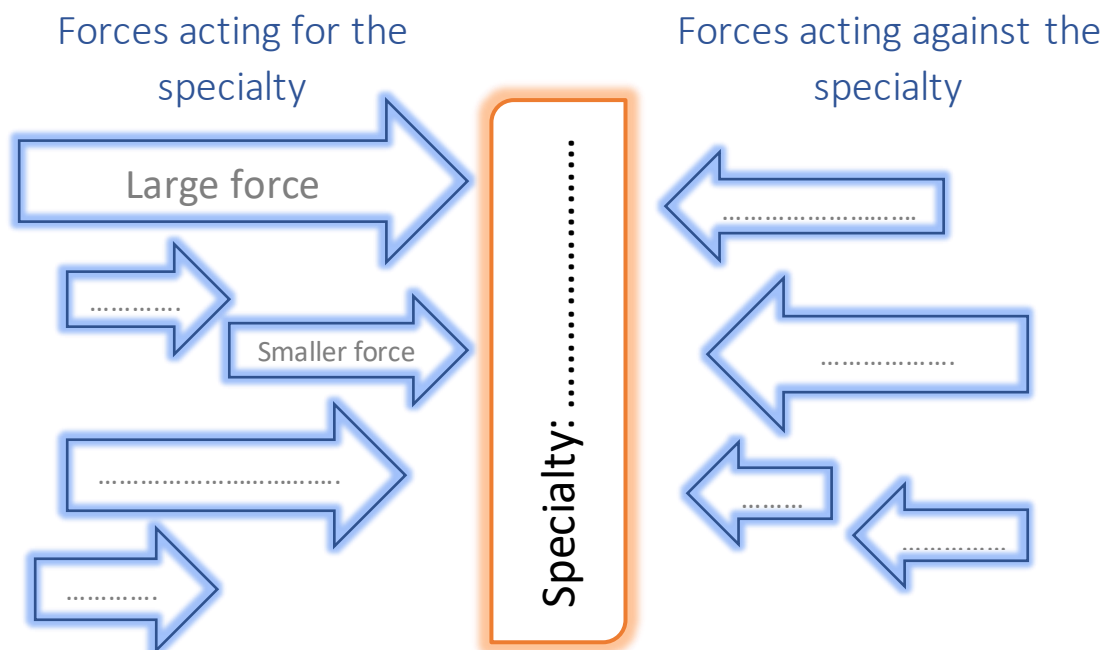 Forces acting for the
specialty
Forces acting against the
specialty
Large force
………….
Smaller force
…………………..………..
………….
Specialty: ………………………
…………………..…….
……………….
………
……………